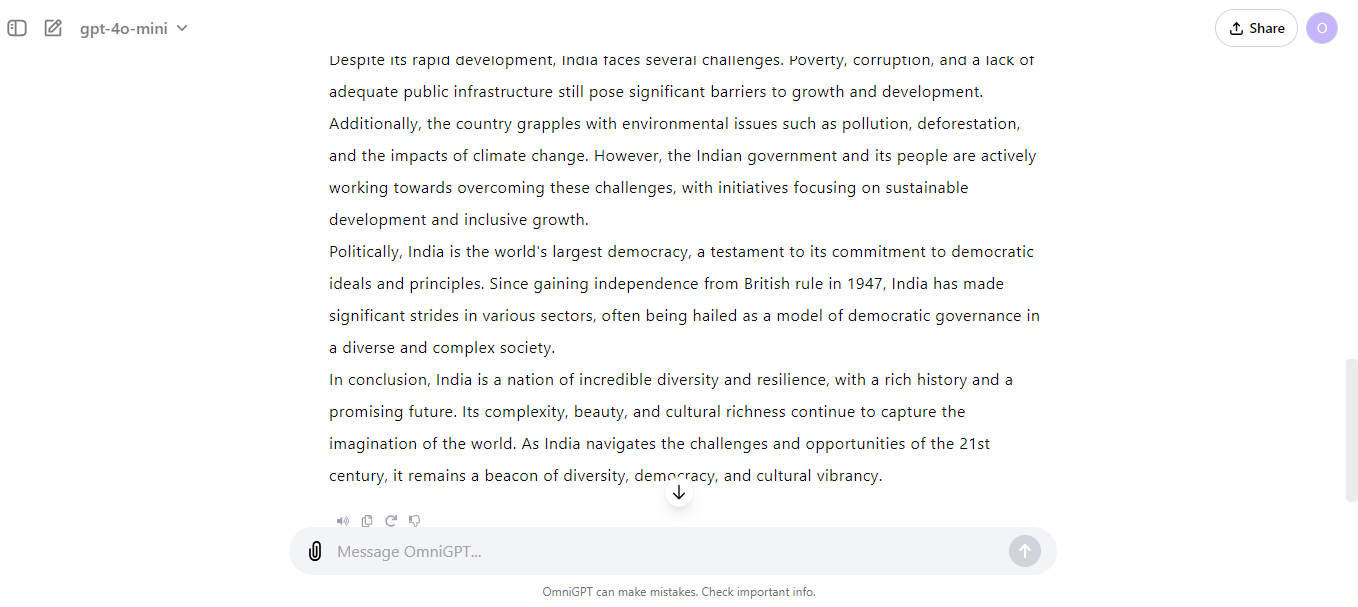 gpt-4o-mini
Share
O
Despite its rapid development, India faces several challenges. Poverty, corruption, and a lack of
adequate public infrastructure still pose significant barriers to growth and development.
Additionally, the country grapples with environmental issues such as pollution, deforestation,
and the impacts of climate change. However, the Indian government and its people are actively
working towards overcoming these challenges, with initiatives focusing on sustainable
development and inclusive growth.
Politically, India is the world's largest democracy, a testament to its commitment to democratic
ideals and principles. Since gaining independence from British rule in 1947, India has made
significant strides in various sectors, often being hailed as a model of democratic governance in
a diverse and complex society.
In conclusion, India is a nation of incredible diversity and resilience, with a rich history and a
promising future. Its complexity, beauty, and cultural richness continue to capture the
imagination of the world. As India navigates the challenges and opportunities of the 21st
century, it remains a beacon of diversity, democracy, and cultural vibrancy.
Message OmniGPT...
OmniGPT can make mistakes. Check important info.